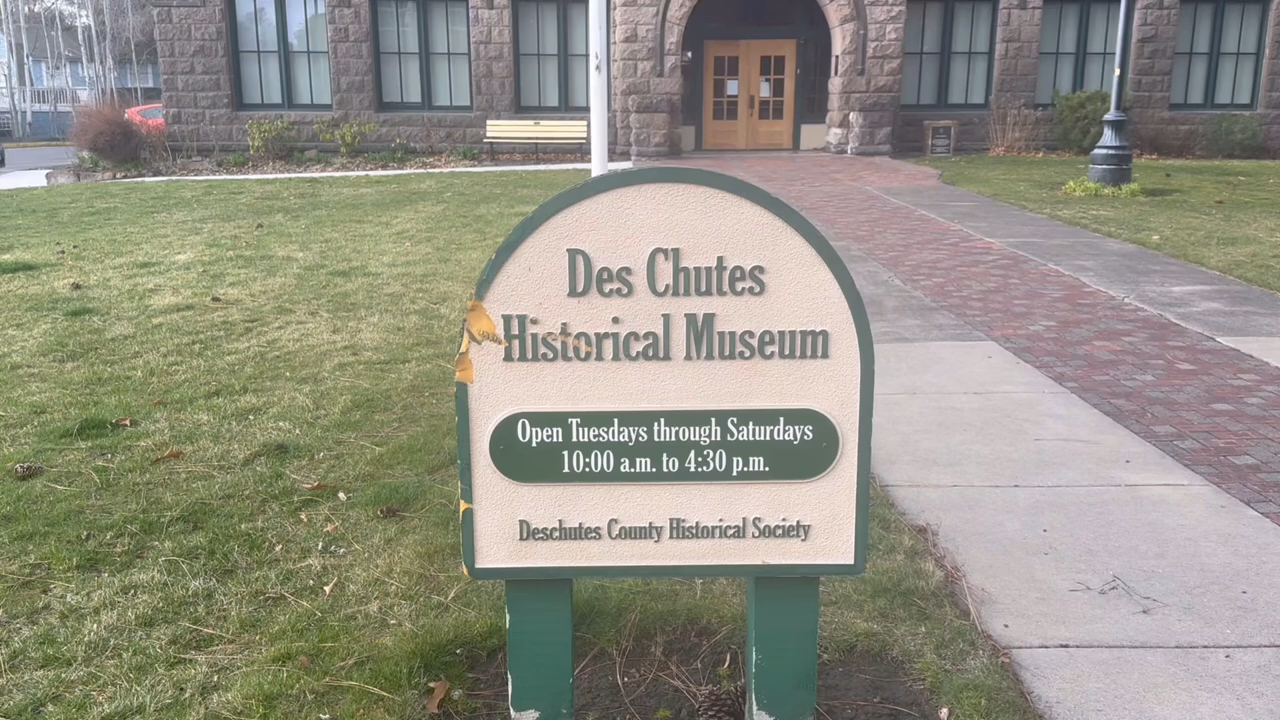 Des Chutes
Historical Museum
Open Tuesdays through Saturdays
10:00 a.m. to 4:30 p.m.
Deschutes County Historical Society